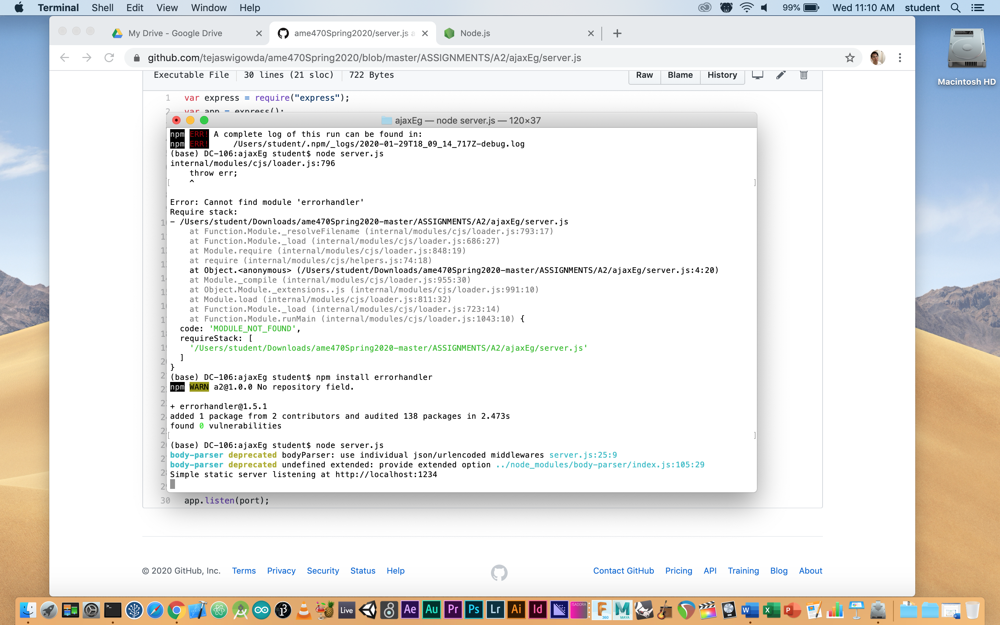 Terminal Shell Edit View Window Help 99% Wed 11:10 AM student
My Drive - Google Drive ame470Spring2020/server.js a Node.js
github.com/tejaswigowda/ame470Spring2020/blob/master/ASSIGNMENTS/A2/ajaxEg/server.js
Macintosh HD
Executable File 30 lines (21 sloc) 722 Bytes Raw Blame History
1 var express = require("express");
2 var app = express();
ajaxEg — node server.js — 120×37
npm ERR! A complete log of this run can be found in:
npm ERR!     /Users/student/.npm/_logs/2020-01-29T18_09_14_717Z-debug.log
(base) DC-106:ajaxEg student$ node server.js
internal/modules/cjs/loader.js:796
    throw err;
[    ^ ]
Error: Cannot find module 'errorhandler'
Require stack:
- /Users/student/Downloads/ame470Spring2020-master/ASSIGNMENTS/A2/ajaxEg/server.js
    at Function.Module._resolveFilename (internal/modules/cjs/loader.js:793:17)
    at Function.Module._load (internal/modules/cjs/loader.js:686:27)
    at Module.require (internal/modules/cjs/loader.js:848:19)
    at require (internal/modules/cjs/helpers.js:74:18)
    at Object.<anonymous> (/Users/student/Downloads/ame470Spring2020-master/ASSIGNMENTS/A2/ajaxEg/server.js:4:20)
    at Module._compile (internal/modules/cjs/loader.js:955:30)
    at Object.Module._extensions..js (internal/modules/cjs/loader.js:991:10)
    at Module.load (internal/modules/cjs/loader.js:811:32)
    at Function.Module._load (internal/modules/cjs/loader.js:723:14)
    at Function.Module.runMain (internal/modules/cjs/loader.js:1043:10) {
  code: 'MODULE_NOT_FOUND',
  requireStack: [
    '/Users/student/Downloads/ame470Spring2020-master/ASSIGNMENTS/A2/ajaxEg/server.js'
  ]
}
(base) DC-106:ajaxEg student$ npm install errorhandler
npm WARN a2@1.0.0 No repository field.
+ errorhandler@1.5.1
added 1 package from 2 contributors and audited 138 packages in 2.473s
found 0 vulnerabilities
[ ]
(base) DC-106:ajaxEg student$ node server.js
body-parser deprecated bodyParser: use individual json/urlencoded middlewares server.js:25:9
body-parser deprecated undefined extended: provide extended option ../node_modules/body-parser/index.js:105:29
Simple static server listening at http://localhost:1234
30 app.listen(port);
© 2020 GitHub, Inc. Terms Privacy Security Status Help Contact GitHub Pricing API Training Blog About
Live 8 Ae Au Pr Ps Lr Ai Id ISADORA F 360 M MAYA W X P